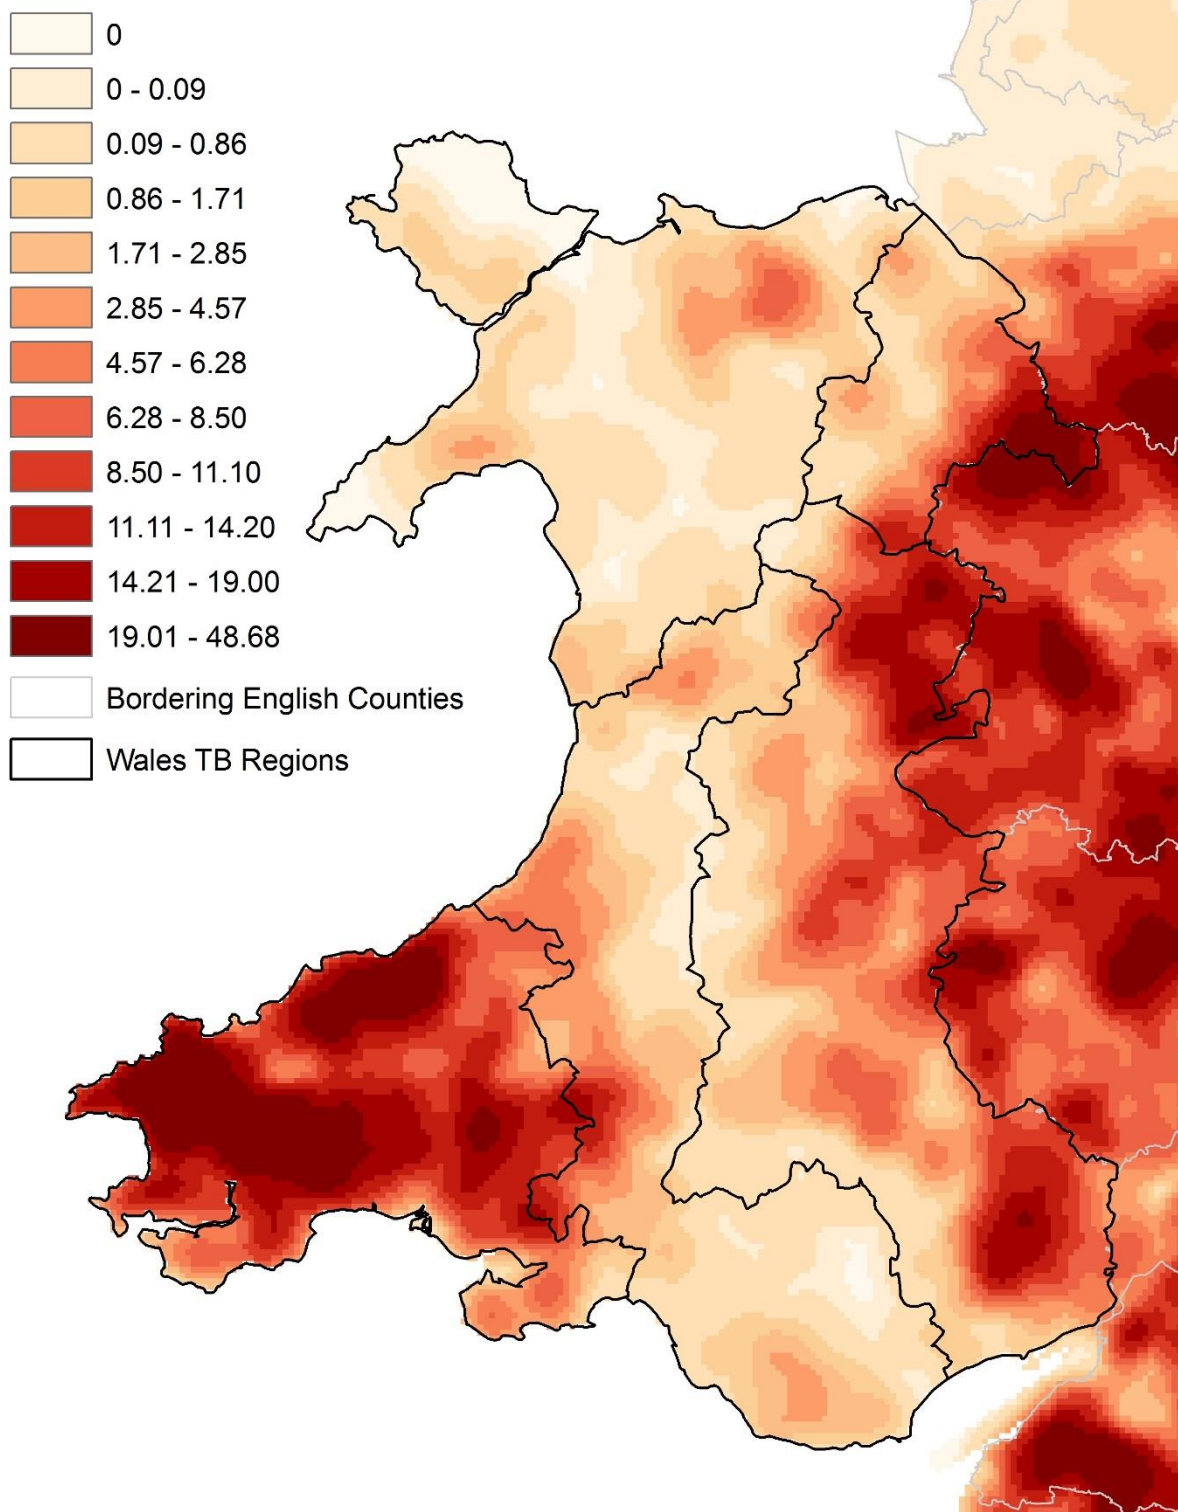 0
0 - 0.09
0.09 - 0.86
0.86 - 1.71
1.71 - 2.85
2.85 - 4.57
4.57 - 6.28
6.28 - 8.50
8.50 - 11.10
11.11 - 14.20
14.21 - 19.00
19.01 - 48.68
Bordering English Counties
Wales TB Regions